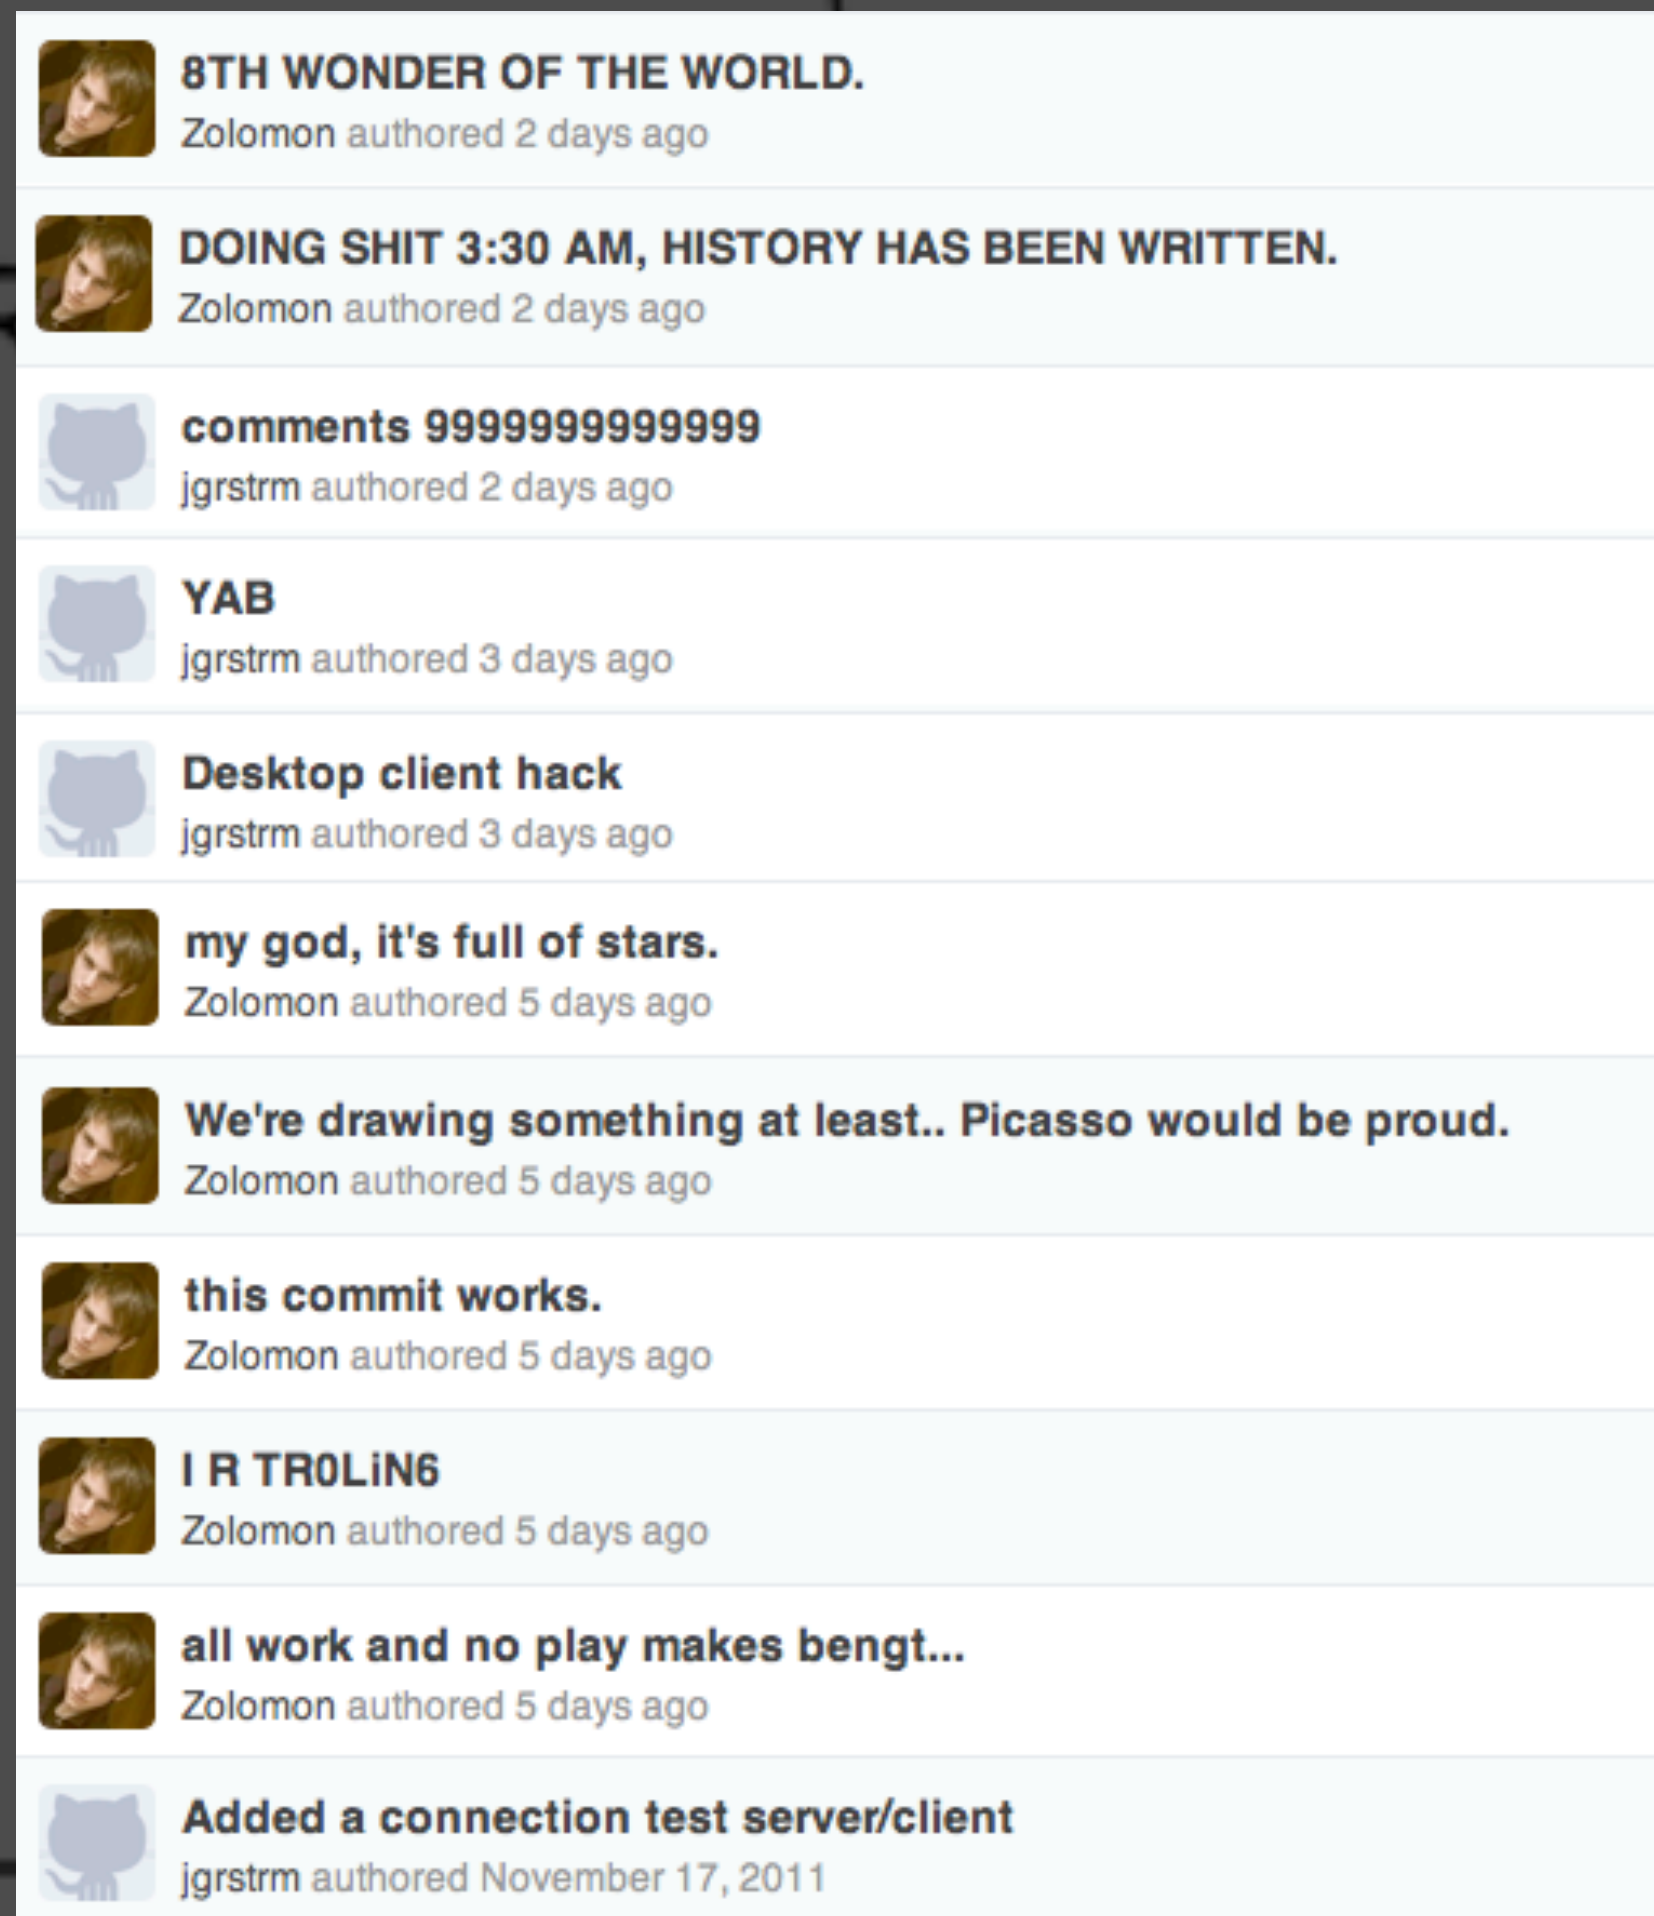 8TH WONDER OF THE WORLD.
Zolomon authored 2 days ago
DOING SHIT 3:30 AM, HISTORY HAS BEEN WRITTEN.
Zolomon authored 2 days ago
comments 9999999999999
jgrstrm authored 2 days ago
YAB
jgrstrm authored 3 days ago
Desktop client hack
jgrstrm authored 3 days ago
my god, it's full of stars.
Zolomon authored 5 days ago
We're drawing something at least.. Picasso would be proud.
Zolomon authored 5 days ago
this commit works.
Zolomon authored 5 days ago
I R TR0LiN6
Zolomon authored 5 days ago
all work and no play makes bengt...
Zolomon authored 5 days ago
Added a connection test server/client
jgrstrm authored November 17, 2011